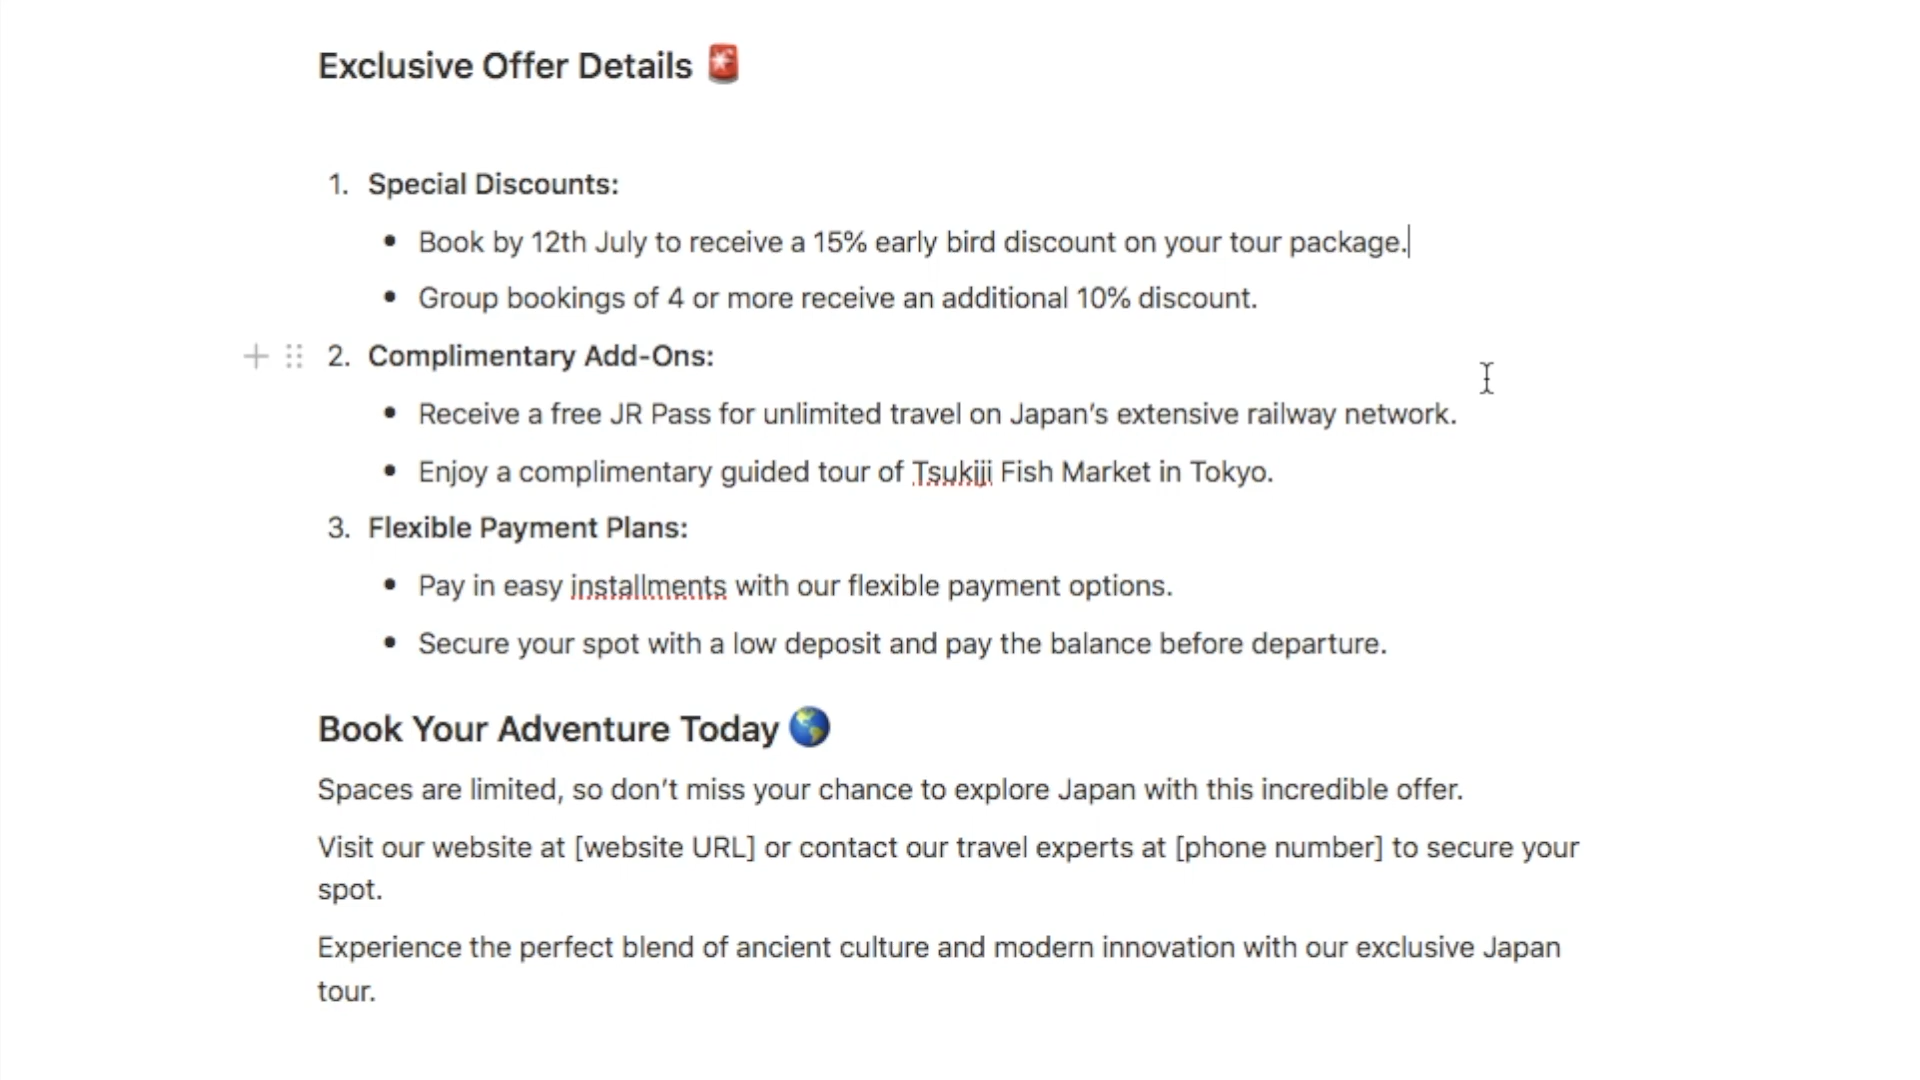 Exclusive Offer Details 🚨
1. Special Discounts:
• Book by 12th July to receive a 15% early bird discount on your tour package.
• Group bookings of 4 or more receive an additional 10% discount.
2. Complimentary Add-Ons:
• Receive a free JR Pass for unlimited travel on Japan’s extensive railway network.
• Enjoy a complimentary guided tour of Tsukiji Fish Market in Tokyo.
3. Flexible Payment Plans:
• Pay in easy installments with our flexible payment options.
• Secure your spot with a low deposit and pay the balance before departure.
Book Your Adventure Today 🌎
Spaces are limited, so don’t miss your chance to explore Japan with this incredible offer.
Visit our website at [website URL] or contact our travel experts at [phone number] to secure your
spot.
Experience the perfect blend of ancient culture and modern innovation with our exclusive Japan
tour.